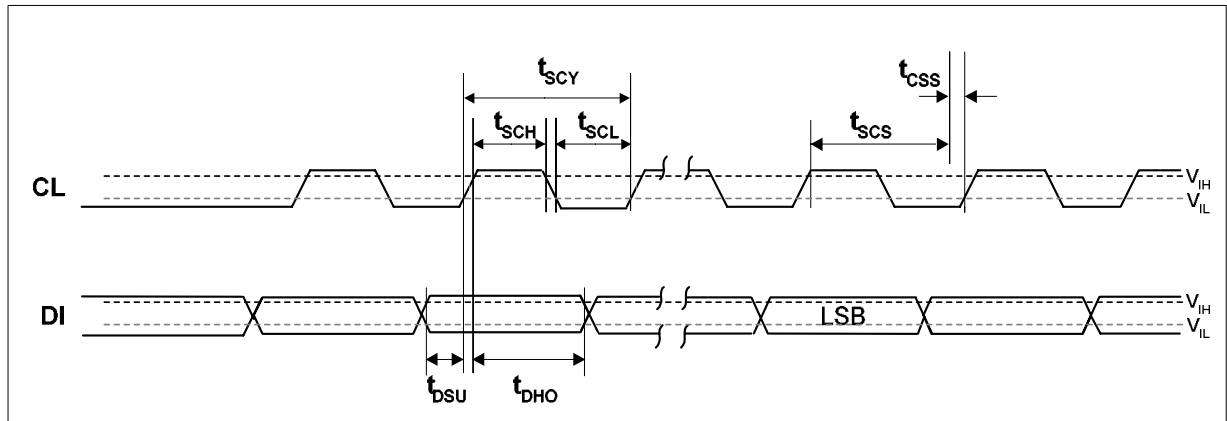 tSCY
tCSS
tSCH
tSCL
tSCS
CL
VIH
VIL
DI
LSB
VIH
VIL
tDSU
tDHO